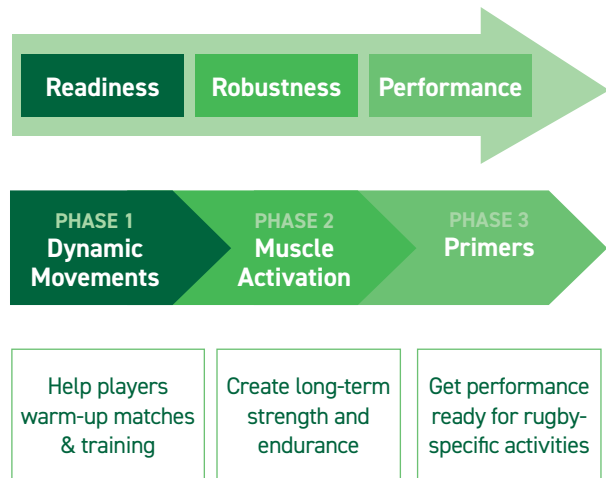 Readiness
Robustness
Performance
PHASE 1
Dynamic
Movements
PHASE 2
Muscle
Activation
PHASE 3
Primers
Help players
warm-up matches
& training
Create long-term
strength and
endurance
Get performance
ready for rugby-
specific activities